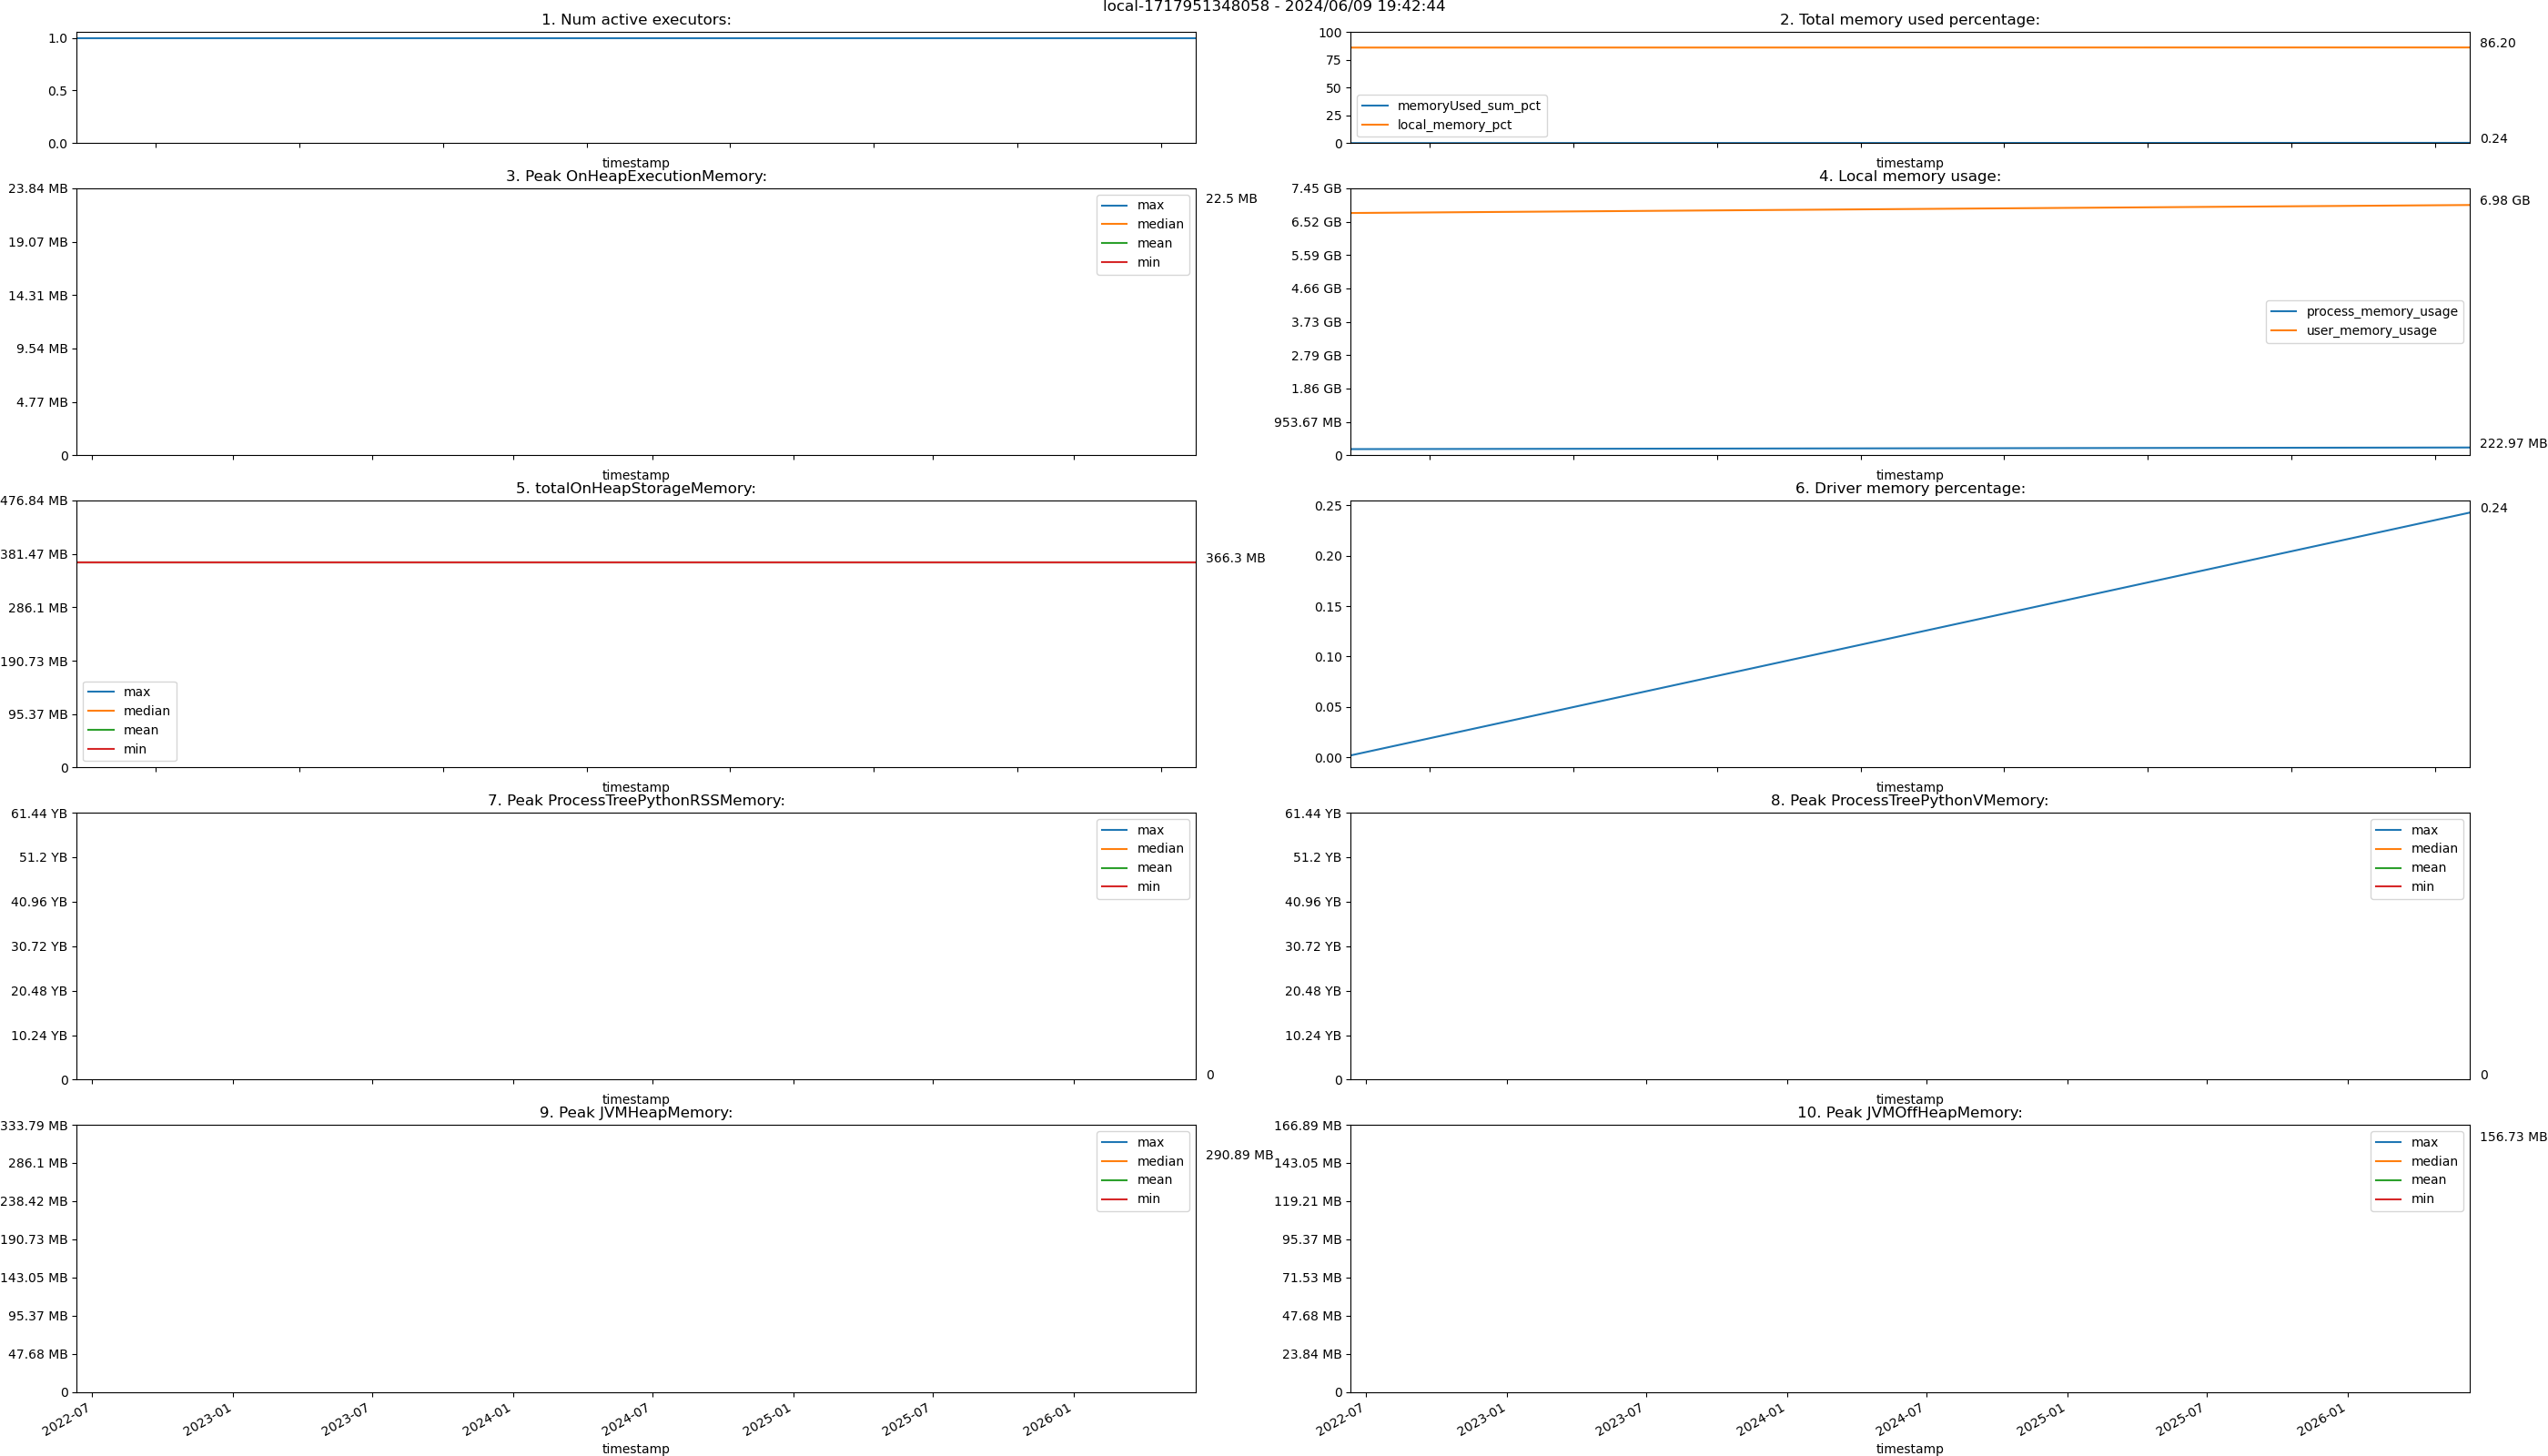 local-1717951348058 - 2024/06/09 19:42:44
1. Num active executors:
1.0
0.5
0.0
timestamp
2. Total memory used percentage:
100
75
50
25
0
memoryUsed_sum_pct
local_memory_pct
86.20
0.24
timestamp
3. Peak OnHeapExecutionMemory:
23.84 MB
19.07 MB
14.31 MB
9.54 MB
4.77 MB
0
max
median
mean
min
22.5 MB
timestamp
4. Local memory usage:
7.45 GB
6.52 GB
5.59 GB
4.66 GB
3.73 GB
2.79 GB
1.86 GB
953.67 MB
0
process_memory_usage
user_memory_usage
6.98 GB
222.97 MB
timestamp
5. totalOnHeapStorageMemory:
476.84 MB
381.47 MB
286.1 MB
190.73 MB
95.37 MB
0
max
median
mean
min
366.3 MB
timestamp
6. Driver memory percentage:
0.25
0.20
0.15
0.10
0.05
0.00
0.24
timestamp
7. Peak ProcessTreePythonRSSMemory:
61.44 YB
51.2 YB
40.96 YB
30.72 YB
20.48 YB
10.24 YB
0
max
median
mean
min
0
timestamp
8. Peak ProcessTreePythonVMemory:
61.44 YB
51.2 YB
40.96 YB
30.72 YB
20.48 YB
10.24 YB
0
max
median
mean
min
0
timestamp
9. Peak JVMHeapMemory:
333.79 MB
286.1 MB
238.42 MB
190.73 MB
143.05 MB
95.37 MB
47.68 MB
0
max
median
mean
min
290.89 MB
2022-07
2023-01
2023-07
2024-01
2024-07
2025-01
2025-07
2026-01
timestamp
10. Peak JVMOffHeapMemory:
166.89 MB
143.05 MB
119.21 MB
95.37 MB
71.53 MB
47.68 MB
23.84 MB
0
max
median
mean
min
156.73 MB
2022-07
2023-01
2023-07
2024-01
2024-07
2025-01
2025-07
2026-01
timestamp